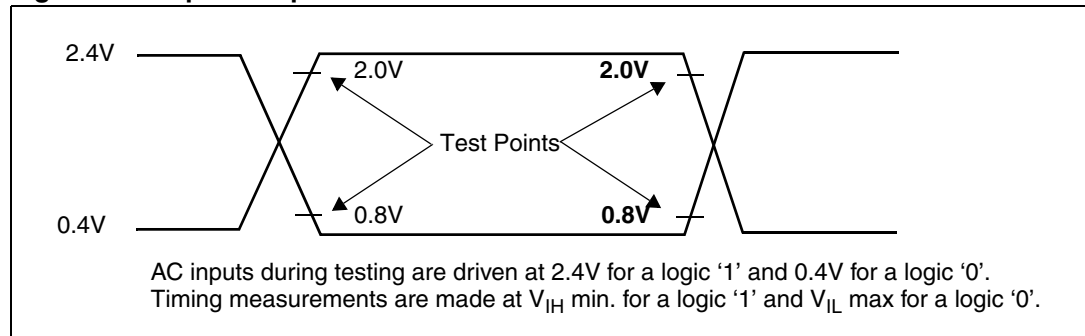 2.4V
2.0V
2.0V
Test Points
0.8V
0.8V
0.4V
AC inputs during testing are driven at 2.4V for a logic ‘1’ and 0.4V for a logic ‘0’.
Timing measurements are made at VIH min. for a logic ‘1’ and VIL max for a logic ‘0’.